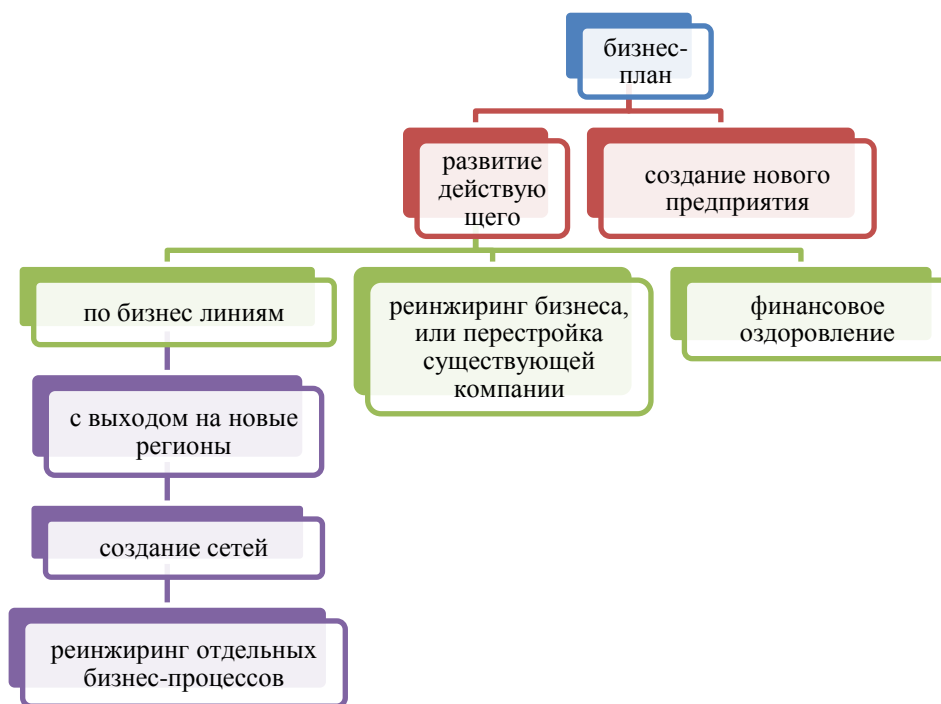 бизнес-
план
развитие
действую
щего
создание нового
предприятия
по бизнес линиям
реинжиринг бизнеса,
или перестройка
существующей
компании
финансовое
оздоровление
с выходом на новые
регионы
создание сетей
реинжиринг отдельных
бизнес-процессов